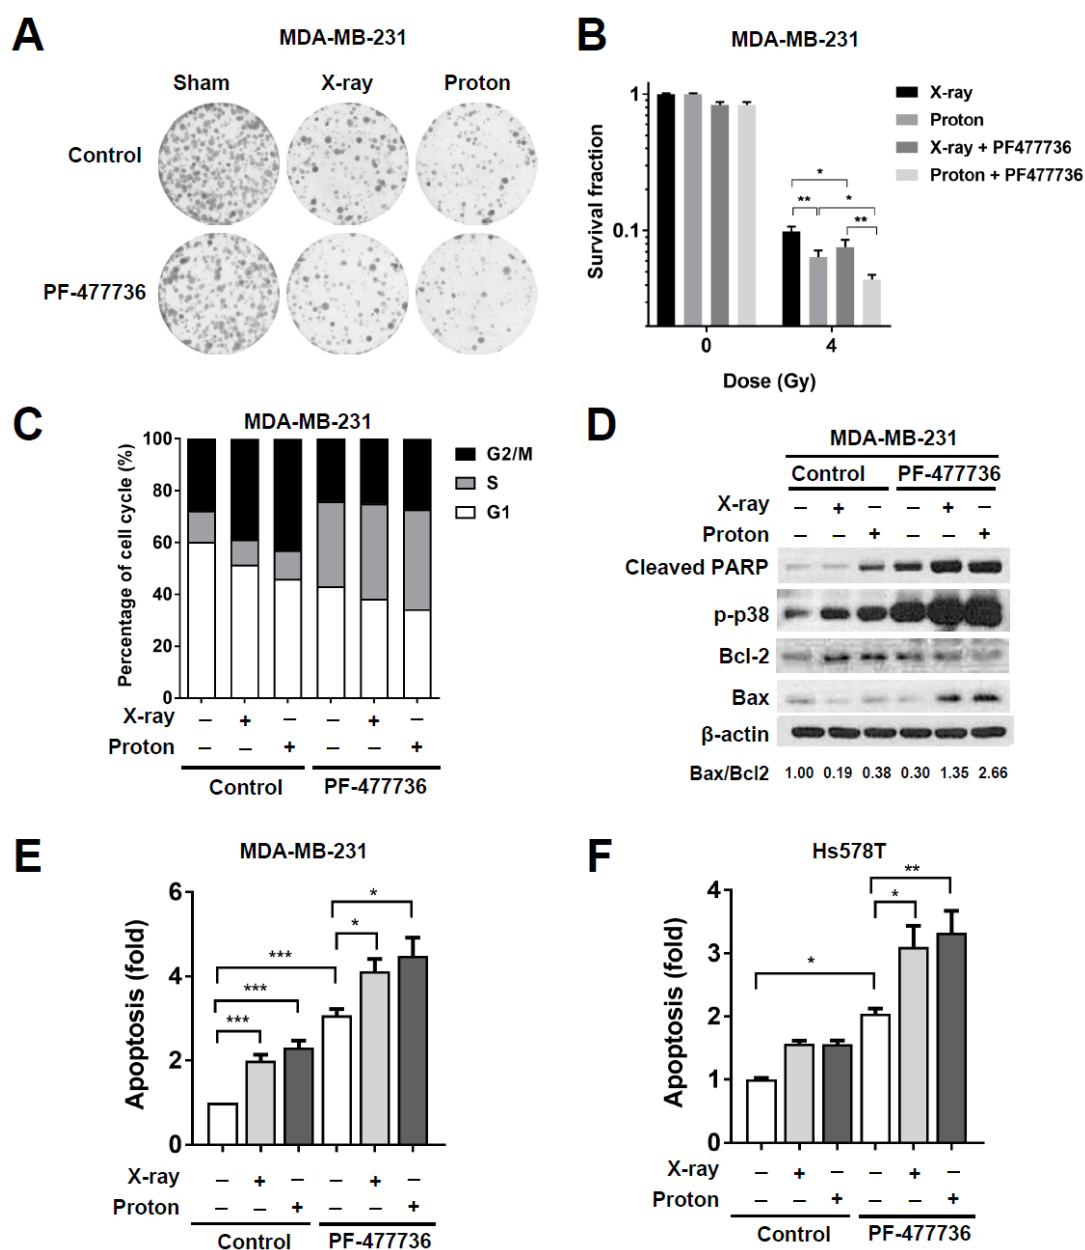 A
MDA-MB-231
Sham X-ray Proton
Control
PF-477736
B
MDA-MB-231
Survival fraction
1
0.1
0 4
Dose (Gy)
* ** * **
X-ray
Proton
X-ray + PF477736
Proton + PF477736
C
MDA-MB-231
Percentage of cell cycle (%)
100
80
60
40
20
0
G2/M
S
G1
X-ray – + – – + –
Proton – – + – – +
Control PF-477736
D
MDA-MB-231
Control PF-477736
X-ray – + – – + –
Proton – – + – – +
Cleaved PARP
p-p38
Bcl-2
Bax
β-actin
Bax/Bcl2 1.00 0.19 0.38 0.30 1.35 2.66
E
MDA-MB-231
Apoptosis (fold)
6
4
2
0
*
*
***
***
***
X-ray – + – – + –
Proton – – + – – +
Control PF-477736
F
Hs578T
Apoptosis (fold)
4
3
2
1
0
**
*
*
X-ray – + – – + –
Proton – – + – – +
Control PF-477736